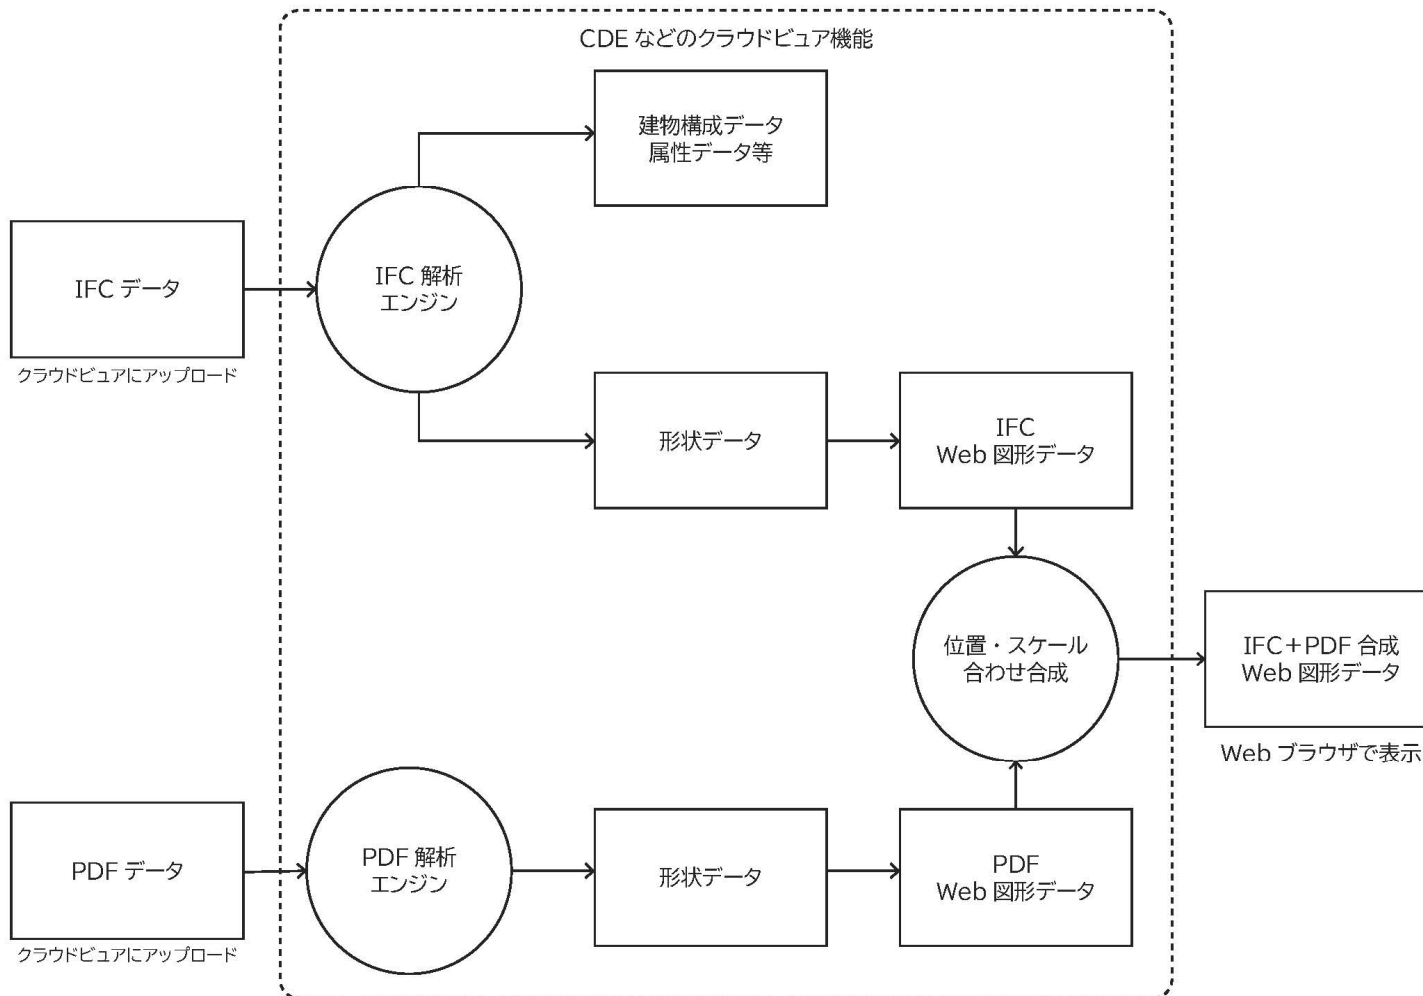 CDE などのクラウドビュア機能
建物構成データ
属性データ等
IFC データ
クラウドビュアにアップロード
IFC 解析
エンジン
形状データ
IFC
Web 図形データ
位置・スケール
合わせ合成
IFC+PDF 合成
Web 図形データ
Web ブラウザで表示
PDF データ
クラウドビュアにアップロード
PDF 解析
エンジン
形状データ
PDF
Web 図形データ